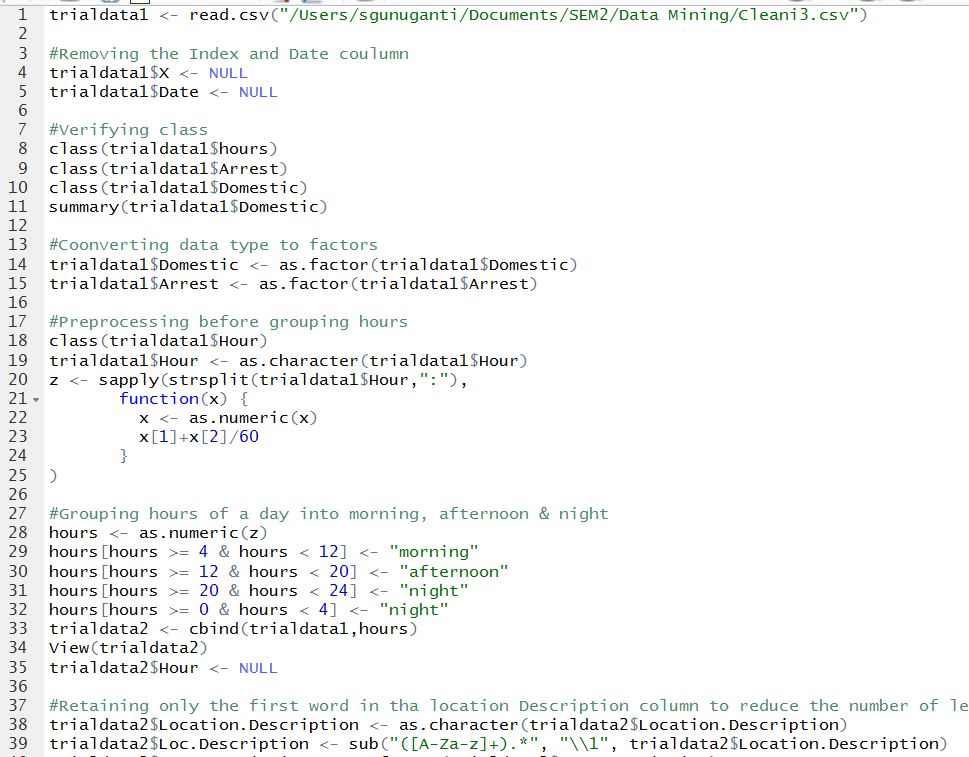 1 trialdata1 <- read.csv("/Users/sgunuganti/Documents/SEM2/Data Mining/Cleani3.csv")
2
3 #Removing the Index and Date coulumn
4 trialdata1$X <- NULL
5 trialdata1$Date <- NULL
6
7 #Verifying class
8 class(trialdata1$hours)
9 class(trialdata1$Arrest)
10 class(trialdata1$Domestic)
11 summary(trialdata1$Domestic)
12
13 #Coonverting data type to factors
14 trialdata1$Domestic <- as.factor(trialdata1$Domestic)
15 trialdata1$Arrest <- as.factor(trialdata1$Arrest)
16
17 #Preprocessing before grouping hours
18 class(trialdata1$Hour)
19 trialdata1$Hour <- as.character(trialdata1$Hour)
20 z <- sapply(strsplit(trialdata1$Hour,":"),
21 function(x) {
22 x <- as.numeric(x)
23 x[1]+x[2]/60
24 }
25 )
26
27 #Grouping hours of a day into morning, afternoon & night
28 hours <- as.numeric(z)
29 hours[hours >= 4 & hours < 12] <- "morning"
30 hours[hours >= 12 & hours < 20] <- "afternoon"
31 hours[hours >= 20 & hours < 24] <- "night"
32 hours[hours >= 0 & hours < 4] <- "night"
33 trialdata2 <- cbind(trialdata1,hours)
34 View(trialdata2)
35 trialdata2$Hour <- NULL
36
37 #Retaining only the first word in tha location Description column to reduce the number of le
38 trialdata2$Location.Description <- as.character(trialdata2$Location.Description)
39 trialdata2$Loc.Description <- sub("([A-Za-z]+).*", "\\1", trialdata2$Location.Description)